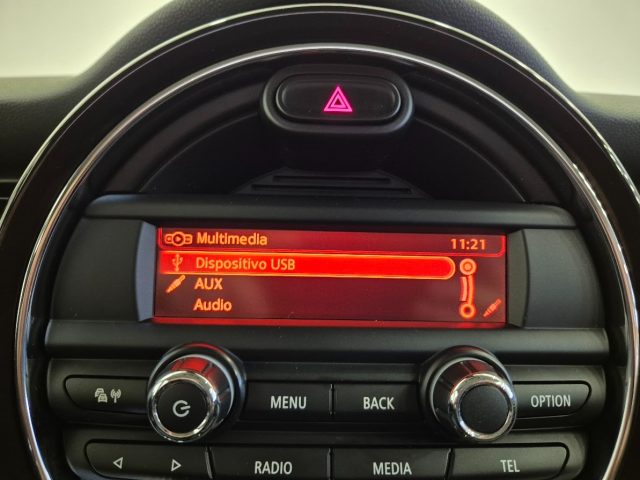 Multimedia 11:21
Dispositivo USB
AUX
Audio
MENU BACK OPTION
RADIO MEDIA TEL